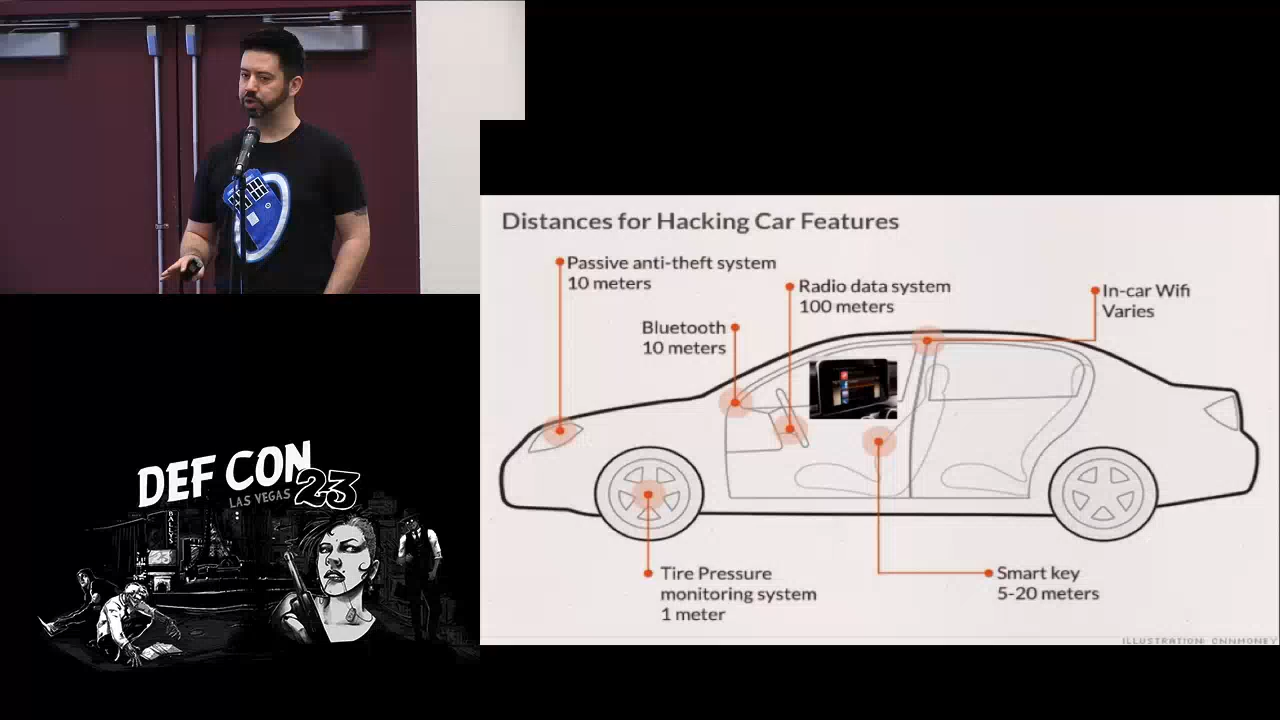 Distances for Hacking Car Features
Passive anti-theft system
10 meters
Radio data system
100 meters
In-car Wifi
Varies
Bluetooth
10 meters
Tire Pressure
monitoring system
1 meter
Smart key
5-20 meters
ILLUSTRATION: CNNMONEY
DEF CON
23
LAS VEGAS
BALLYS